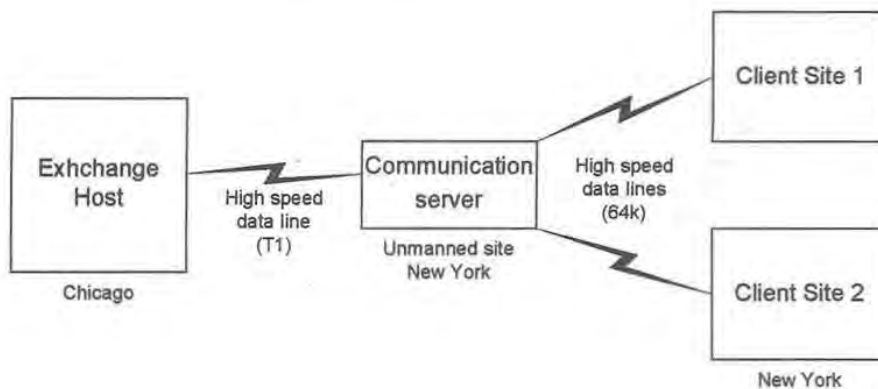 Exhchange
Host
Chicago
High speed
data line
(T1)
Communication
server
Unmanned site
New York
High speed
data lines
(64k)
Client Site 1
Client Site 2
New York